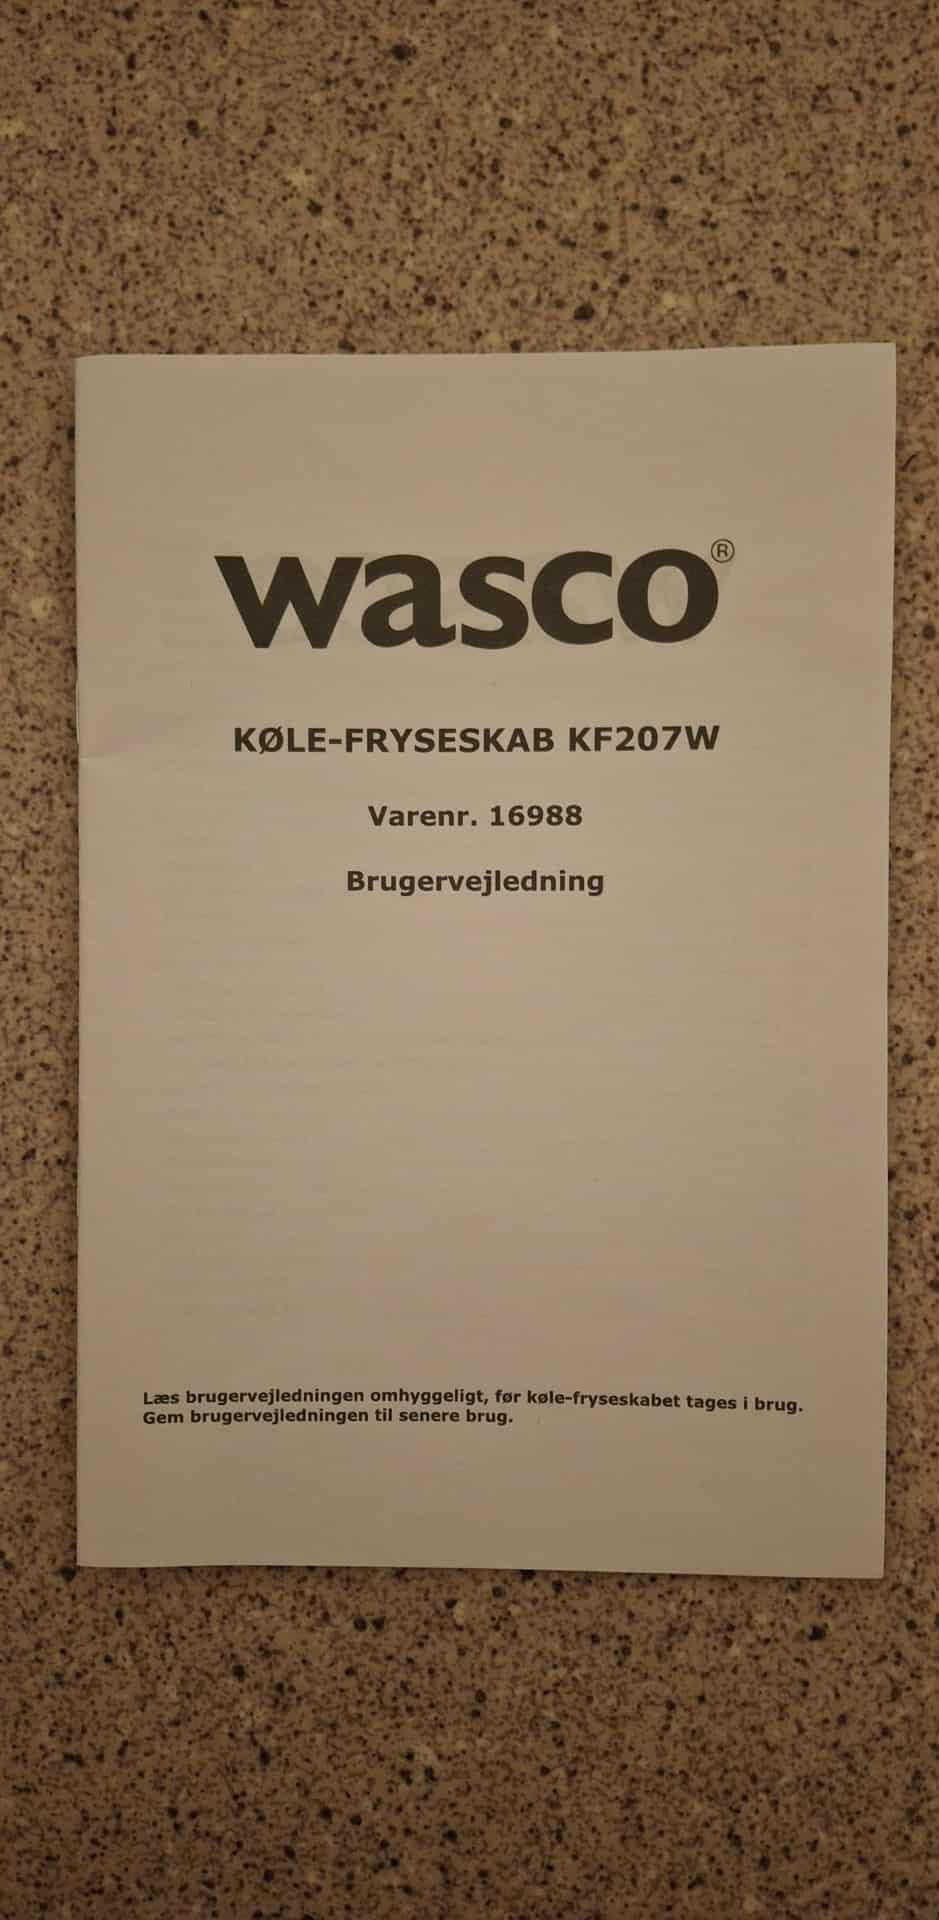 wasco®
KØLE-FRYSESKAB KF207W
Varenr. 16988
Brugervejledning
Læs brugervejledningen omhyggeligt, før køle-fryseskabet tages i brug.
Gem brugervejledningen til senere brug.